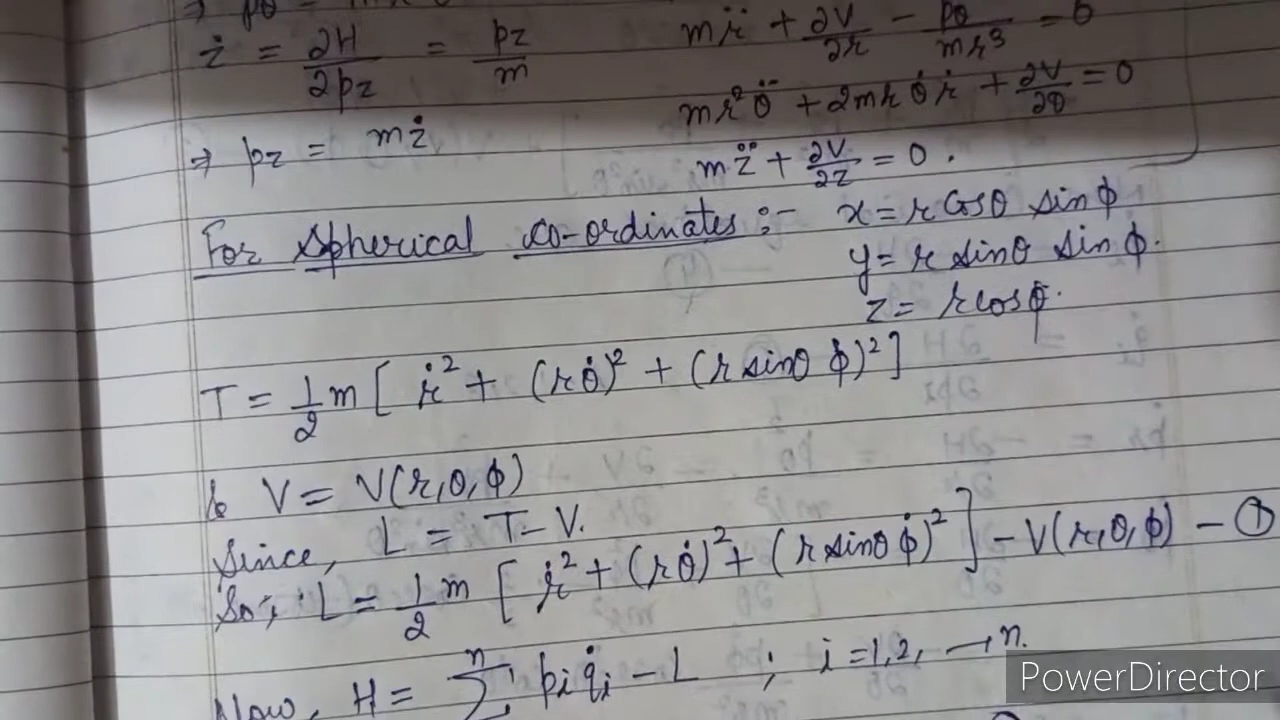 ż = ∂H/∂pz = pz/m
mr̈ + ∂V/∂r − pθ/mr³ = 0
mr²θ̈ + 2mrθ̇ṙ + ∂V/∂θ = 0
⇒ pz = mż
mz̈ + ∂V/∂z = 0.
For Spherical co-ordinates :- x = r cosθ sinϕ
y = r sinθ sinϕ.
z = r cosϕ.
T = 1/2 m [ ṙ² + (rθ̇)² + (r sinθ ϕ̇)² ]
& V = V(r,θ,ϕ)
Since, L = T − V.
So, L = 1/2 m [ ṙ² + (rθ̇)² + (r sinθ ϕ̇)² ] − V(r,θ,ϕ) − ①
Now, H = Σ pi q̇i − L ; i = 1,2, — n.
PowerDirector